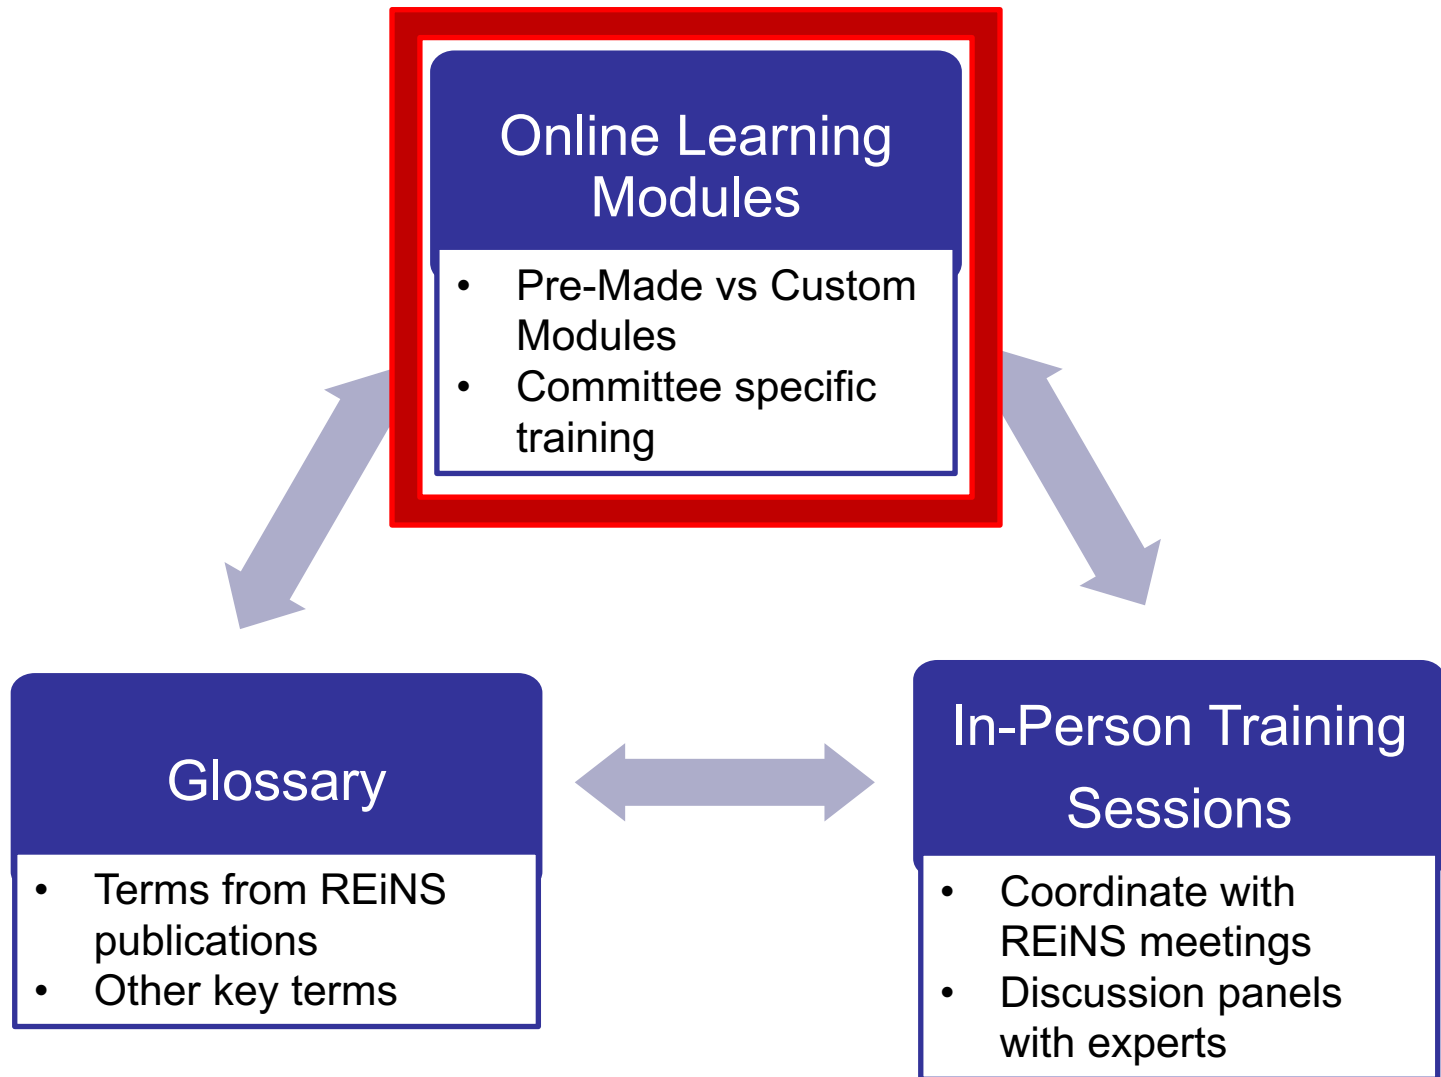 Online Learning
Modules
• Pre-Made vs Custom
Modules
• Committee specific
training
Glossary
• Terms from REiNS
publications
• Other key terms
In-Person Training
Sessions
• Coordinate with
REiNS meetings
• Discussion panels
with experts